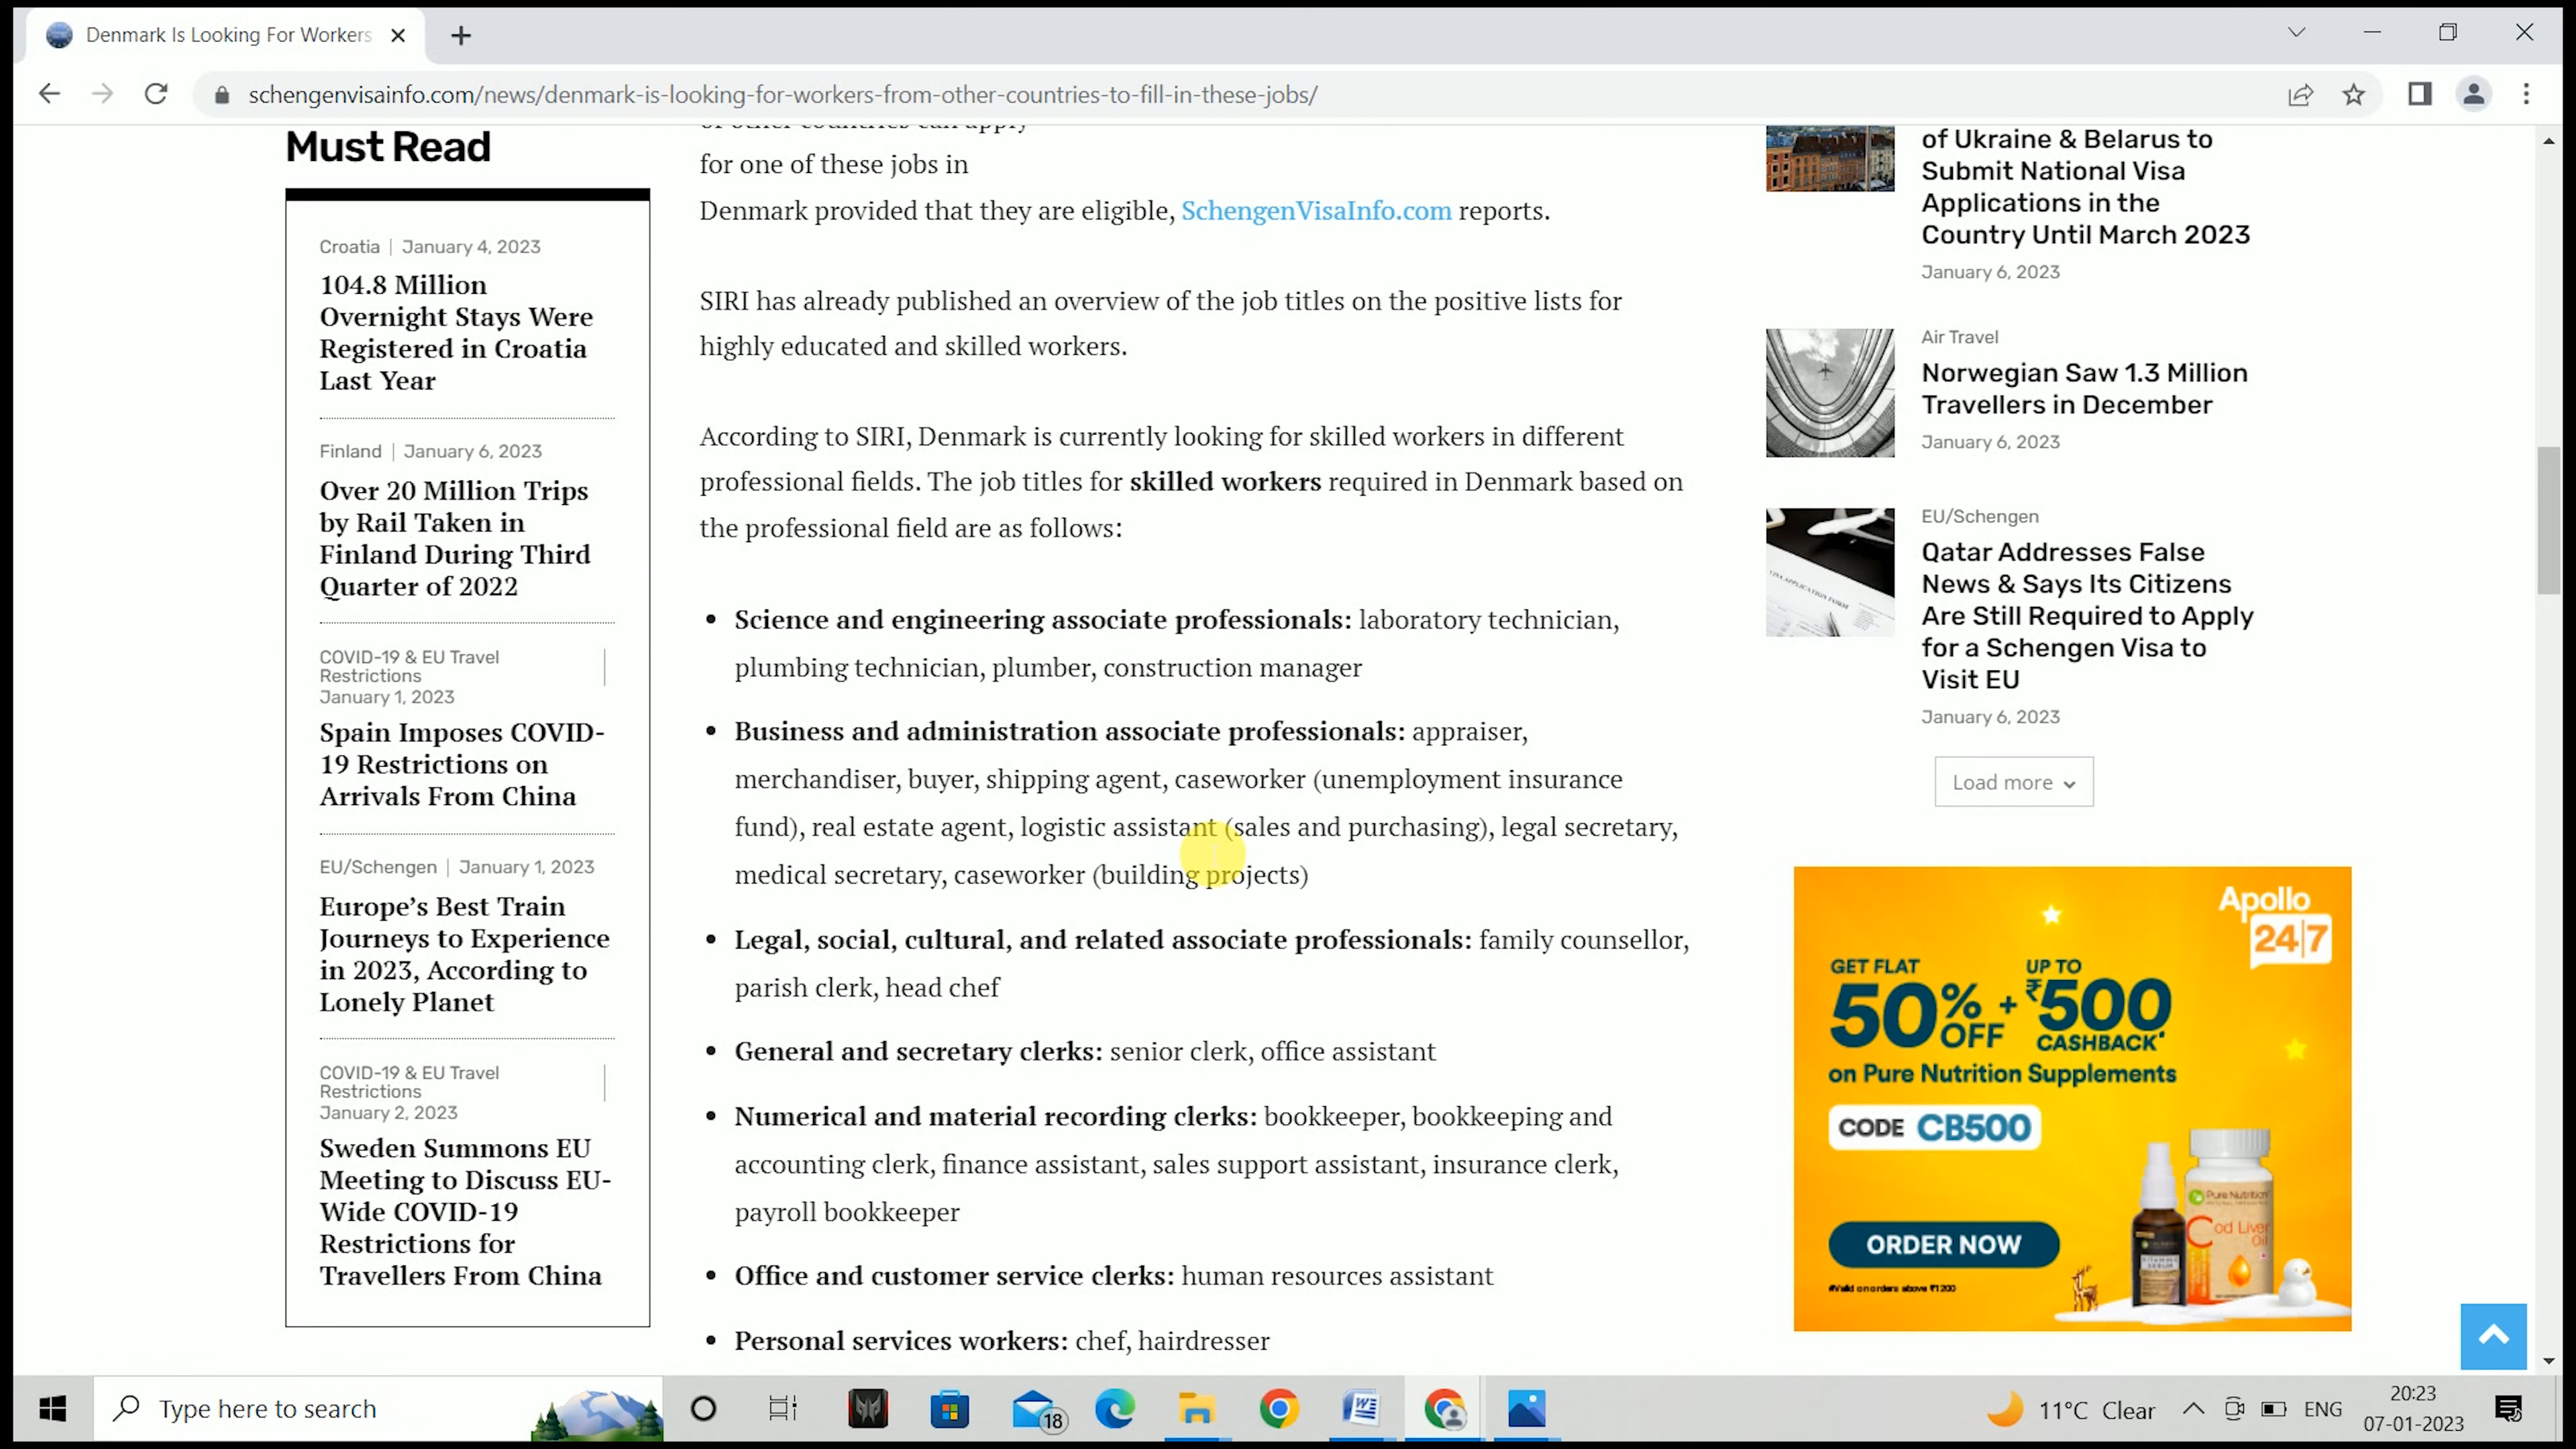 Denmark Is Looking For Workers
schengenvisainfo.com/news/denmark-is-looking-for-workers-from-other-countries-to-fill-in-these-jobs/
Must Read
Croatia | January 4, 2023
104.8 Million
Overnight Stays Were
Registered in Croatia
Last Year
Finland | January 6, 2023
Over 20 Million Trips
by Rail Taken in
Finland During Third
Quarter of 2022
COVID-19 & EU Travel
Restrictions
January 1, 2023
Spain Imposes COVID-
19 Restrictions on
Arrivals From China
EU/Schengen | January 1, 2023
Europe’s Best Train
Journeys to Experience
in 2023, According to
Lonely Planet
COVID-19 & EU Travel
Restrictions
January 2, 2023
Sweden Summons EU
Meeting to Discuss EU-
Wide COVID-19
Restrictions for
Travellers From China
of other countries can apply
for one of these jobs in
Denmark provided that they are eligible, SchengenVisaInfo.com reports.
SIRI has already published an overview of the job titles on the positive lists for
highly educated and skilled workers.
According to SIRI, Denmark is currently looking for skilled workers in different
professional fields. The job titles for skilled workers required in Denmark based on
the professional field are as follows:
• Science and engineering associate professionals: laboratory technician,
plumbing technician, plumber, construction manager
• Business and administration associate professionals: appraiser,
merchandiser, buyer, shipping agent, caseworker (unemployment insurance
fund), real estate agent, logistic assistant (sales and purchasing), legal secretary,
medical secretary, caseworker (building projects)
• Legal, social, cultural, and related associate professionals: family counsellor,
parish clerk, head chef
• General and secretary clerks: senior clerk, office assistant
• Numerical and material recording clerks: bookkeeper, bookkeeping and
accounting clerk, finance assistant, sales support assistant, insurance clerk,
payroll bookkeeper
• Office and customer service clerks: human resources assistant
• Personal services workers: chef, hairdresser
of Ukraine & Belarus to
Submit National Visa
Applications in the
Country Until March 2023
January 6, 2023
Air Travel
Norwegian Saw 1.3 Million
Travellers in December
January 6, 2023
VISA APPLICATION FORM
EU/Schengen
Qatar Addresses False
News & Says Its Citizens
Are Still Required to Apply
for a Schengen Visa to
Visit EU
January 6, 2023
Load more
Apollo
24|7
GET FLAT UP TO
50% OFF + ₹500 CASHBACK*
on Pure Nutrition Supplements
CODE CB500
ORDER NOW
#Valid on orders above ₹1200
Pure Nutrition
Cod Liver
Oil
Type here to search
18
11°C Clear
ENG
20:23
07-01-2023